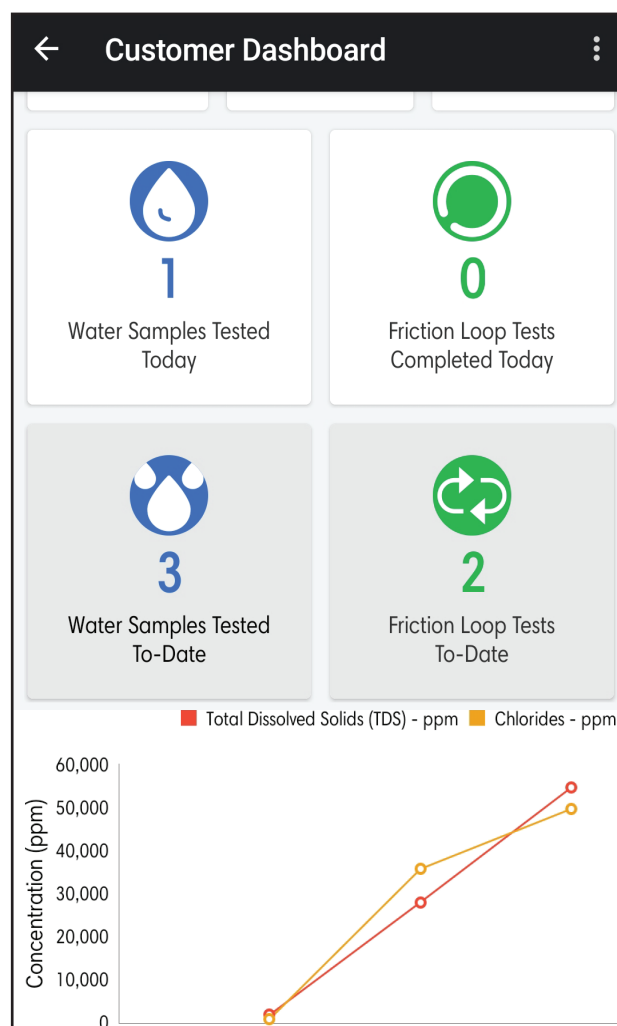 Customer Dashboard
1
Water Samples Tested
Today
0
Friction Loop Tests
Completed Today
3
Water Samples Tested
To-Date
2
Friction Loop Tests
To-Date
Total Dissolved Solids (TDS) - ppm
Chlorides - ppm
Concentration (ppm)
60,000
50,000
40,000
30,000
20,000
10,000
0